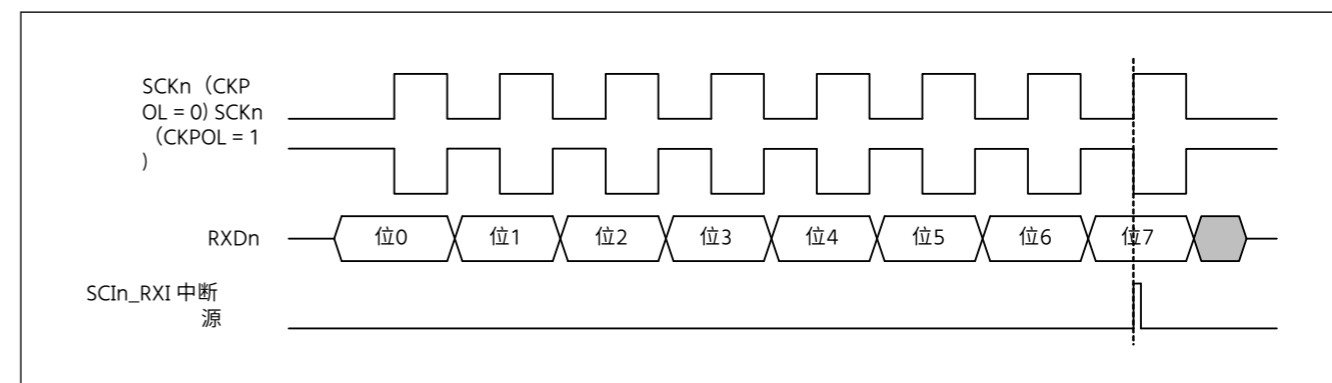 SCKn（CKP
OL = 0) SCKn
（CKPOL = 1
)
RXDn
位0 位1 位2 位3 位4 位5 位6 位7
SCIn_RXI 中断
源